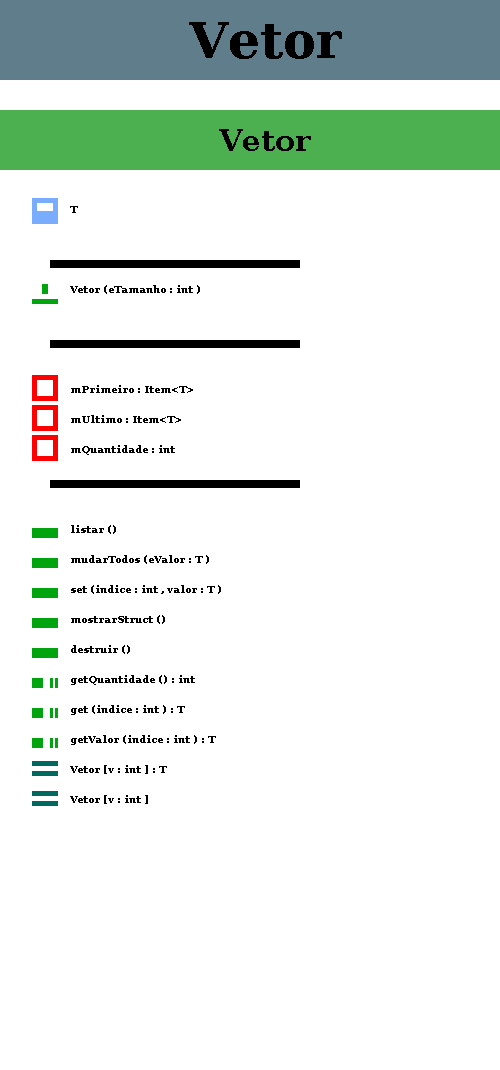 Vetor
Vetor
T
Vetor (eTamanho : int )
mPrimeiro : Item<T>
mUltimo : Item<T>
mQuantidade : int
listar ()
mudarTodos (eValor : T )
set (indice : int , valor : T )
mostrarStruct ()
destruir ()
getQuantidade () : int
get (indice : int ) : T
getValor (indice : int ) : T
Vetor [v : int ] : T
Vetor [v : int ]